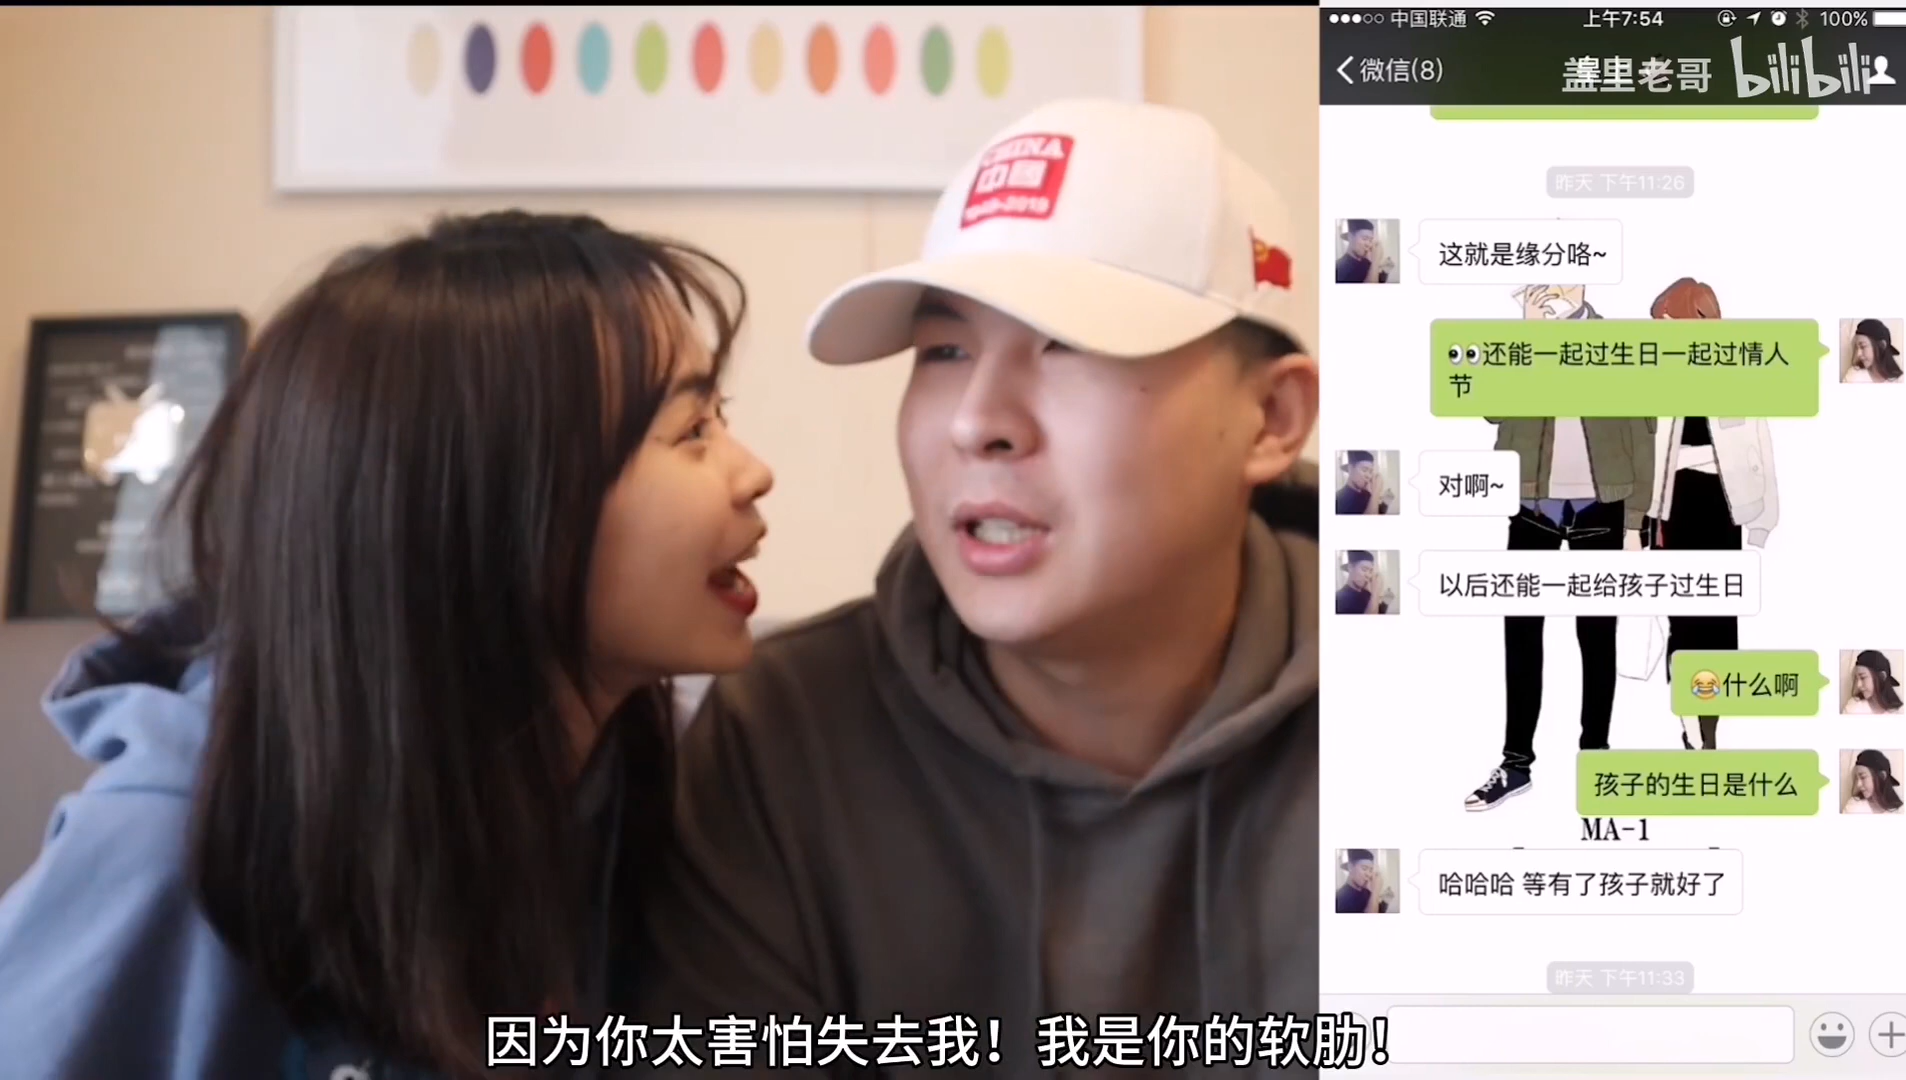 CHINA
中國
1949-2019
中国联通
上午7:54
100%
微信(8)
盖里老哥
bilibili
昨天 下午11:26
这就是缘分咯~
👀还能一起过生日一起过情人
节
对啊~
以后还能一起给孩子过生日
😂什么啊
孩子的生日是什么
MA-1
哈哈哈 等有了孩子就好了
昨天 下午11:33
因为你太害怕失去我！我是你的软肋！